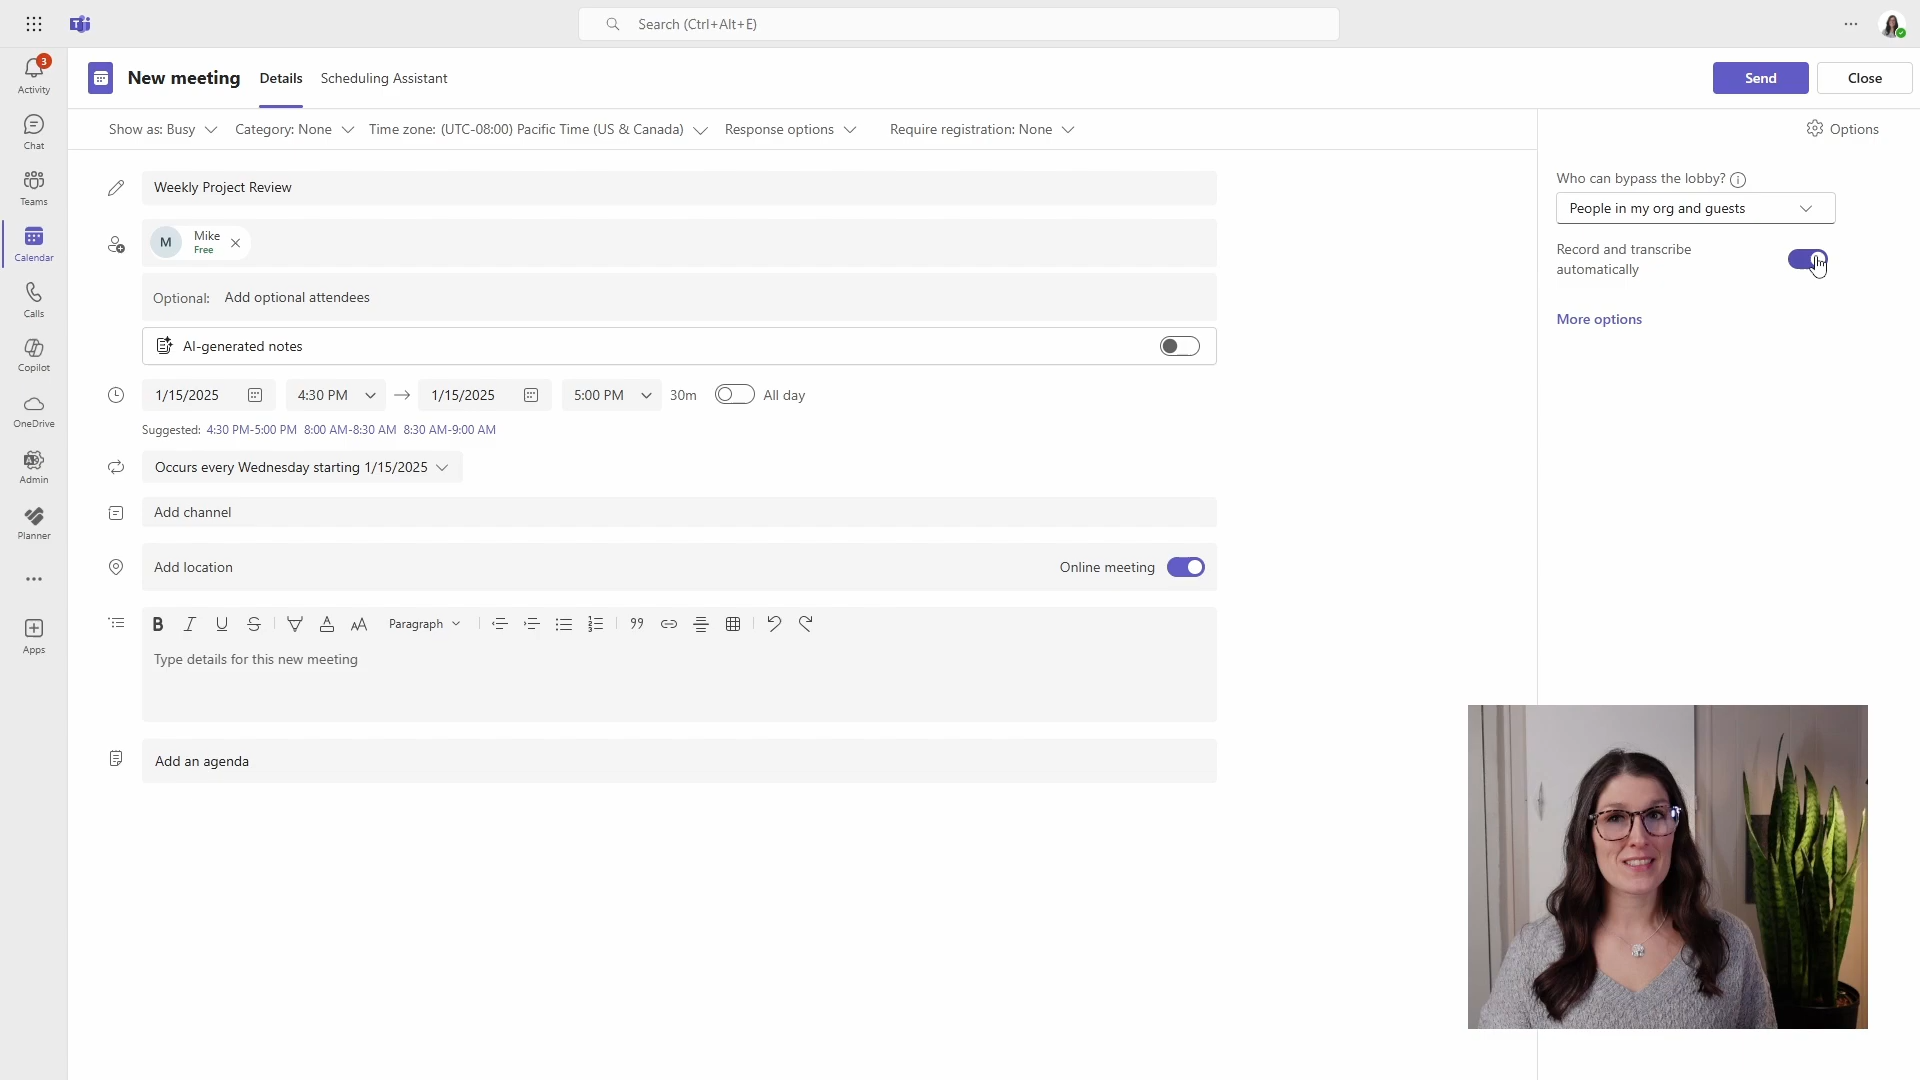 Search (Ctrl+Alt+E)
3
Activity
Chat
Teams
Calendar
Calls
Copilot
OneDrive
Admin
Planner
Apps
New meeting
Details
Scheduling Assistant
Send
Close
Show as: Busy
Category: None
Time zone: (UTC-08:00) Pacific Time (US & Canada)
Response options
Require registration: None
Options
Weekly Project Review
M
Mike
Free
Optional: Add optional attendees
AI-generated notes
1/15/2025
4:30 PM
1/15/2025
5:00 PM
30m
All day
Suggested: 4:30 PM-5:00 PM 8:00 AM-8:30 AM 8:30 AM-9:00 AM
Occurs every Wednesday starting 1/15/2025
Add channel
Add location
Online meeting
Paragraph
Type details for this new meeting
Add an agenda
Who can bypass the lobby?
People in my org and guests
Record and transcribe
automatically
More options